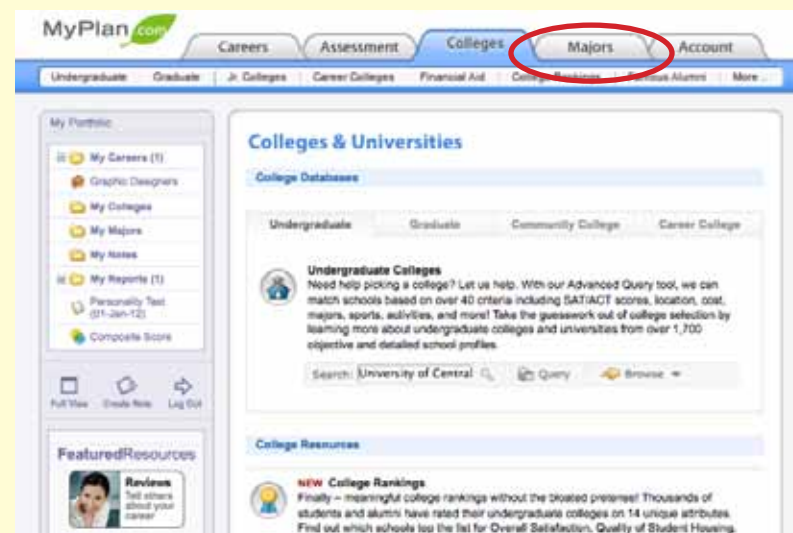 MyPlan.com
Careers Assessment Colleges Majors Account
Undergraduate Graduate Jr. Colleges Career Colleges Financial Aid College Rankings Famous Alumni More
My Portfolio
My Careers (1)
Graphic Designers
My Colleges
My Majors
My Notes
My Reports (1)
Personality Test
(01-Jan-12)
Composite Score
Full View Create Note Log Out
FeaturedResources
Reviews
Tell others
about your
career
Colleges & Universities
College Databases
Undergraduate Graduate Community College Career College
Undergraduate Colleges
Need help picking a college? Let us help. With our Advanced Query tool, we can
match schools based on over 40 criteria including SAT/ACT scores, location, cost,
majors, sports, activities, and more! Take the guesswork out of college selection by
learning more about undergraduate colleges and universities from over 1,700
objective and detailed school profiles.
Search: University of Central Query Browse
College Resources
NEW College Rankings
Finally – meaningful college rankings without the bloated pretense! Thousands of
students and alumni have rated their undergraduate colleges on 14 unique attributes.
Find out which schools top the list for Overall Satisfaction, Quality of Student Housing,